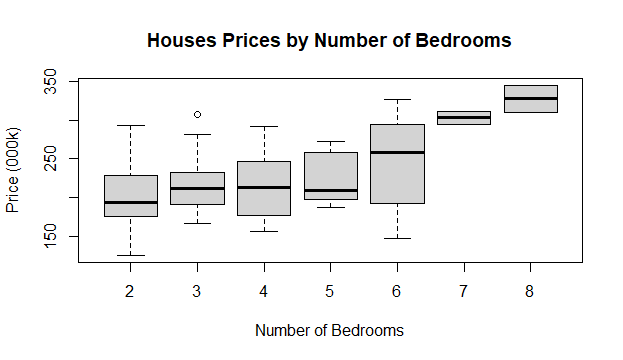 Houses Prices by Number of Bedrooms
Price (000k)
350
250
150
2 3 4 5 6 7 8
Number of Bedrooms